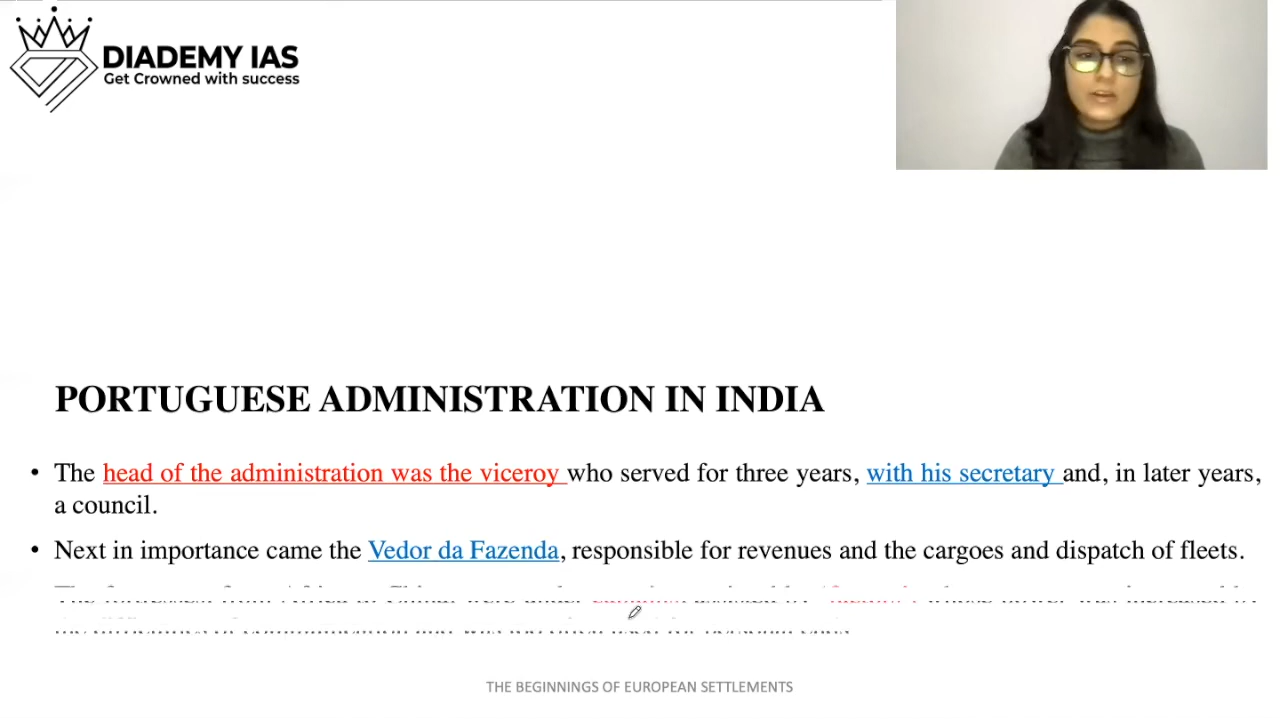 DIADEMY IAS
Get Crowned with success
PORTUGUESE ADMINISTRATION IN INDIA
• The head of the administration was the viceroy who served for three years, with his secretary and, in later years,
a council.
• Next in importance came the Vedor da Fazenda, responsible for revenues and the cargoes and dispatch of fleets.
THE BEGINNINGS OF EUROPEAN SETTLEMENTS